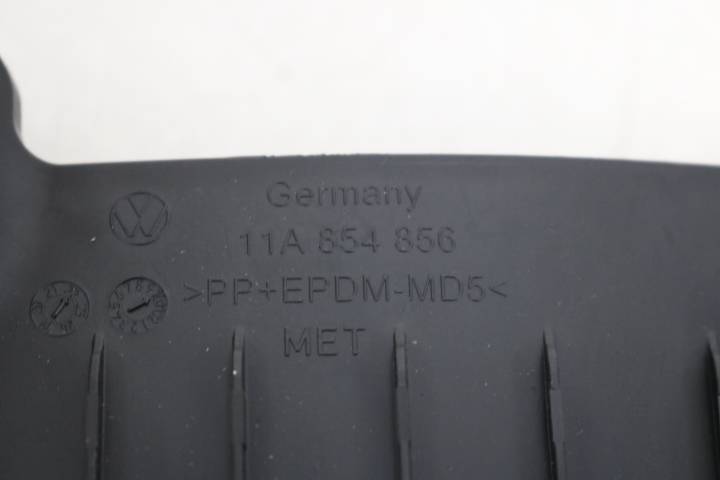 Germany
11A 854 856
>PP+EPDM-MD5<
MET